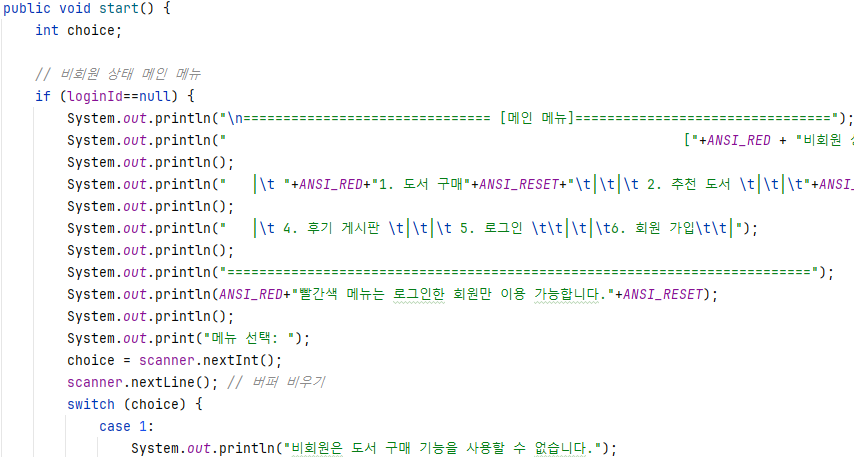 public void start() {
int choice;
// 비회원 상태 메인 메뉴
if (loginId==null) {
System.out.println("\n=============================== [메인 메뉴]================================");
System.out.println(" ["+ANSI_RED + "비회원
System.out.println();
System.out.println("   |\t "+ANSI_RED+"1. 도서 구매"+ANSI_RESET+"\t|\t|\t 2. 추천 도서 \t|\t|\t"+ANSI_
System.out.println();
System.out.println("   |\t 4. 후기 게시판 \t|\t|\t 5. 로그인 \t\t|\t|\t6. 회원 가입\t\t|");
System.out.println();
System.out.println("=========================================================================");
System.out.println(ANSI_RED+"빨간색 메뉴는 로그인한 회원만 이용 가능합니다."+ANSI_RESET);
System.out.println();
System.out.print("메뉴 선택: ");
choice = scanner.nextInt();
scanner.nextLine(); // 버퍼 비우기
switch (choice) {
case 1:
System.out.println("비회원은 도서 구매 기능을 사용할 수 없습니다.");